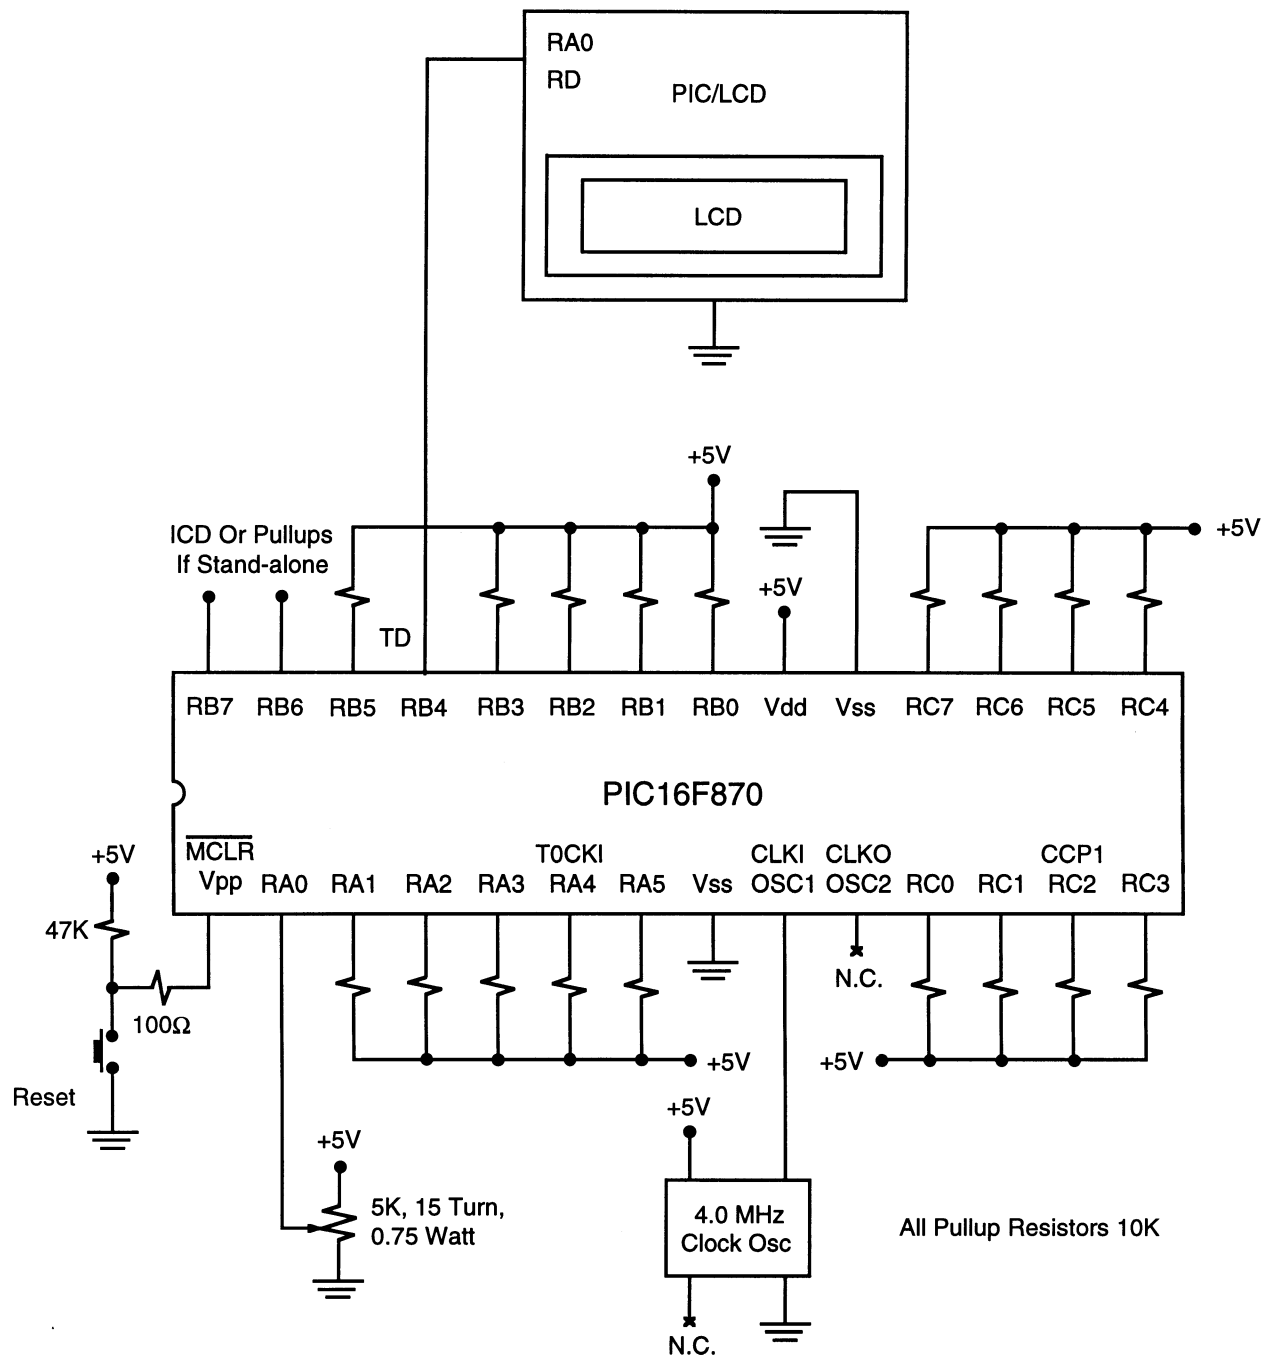 RA0
RD
PIC/LCD
LCD
+5V
ICD Or Pullups
If Stand-alone
+5V
+5V
TD
RB7 RB6 RB5 RB4 RB3 RB2 RB1 RB0 Vdd Vss RC7 RC6 RC5 RC4
PIC16F870
MCLR
Vpp
RA0 RA1 RA2 RA3
T0CKI
RA4
RA5 Vss
CLKI
OSC1
CLKO
OSC2
RC0 RC1
CCP1
RC2
RC3
+5V
47K
100Ω
Reset
N.C.
+5V
+5V
+5V
5K, 15 Turn,
0.75 Watt
+5V
4.0 MHz
Clock Osc
N.C.
All Pullup Resistors 10K